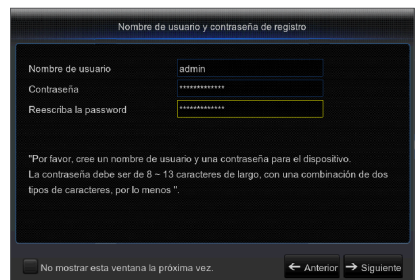 Nombre de usuario y contraseña de registro
Nombre de usuario admin
Contraseña *************
Reescriba la password *************
"Por favor, cree un nombre de usuario y una contraseña para el dispositivo.
La contraseña debe ser de 8 ~ 13 caracteres de largo, con una combinación de dos
tipos de caracteres, por lo menos ".
No mostrar esta ventana la próxima vez. ← Anterior → Siguiente